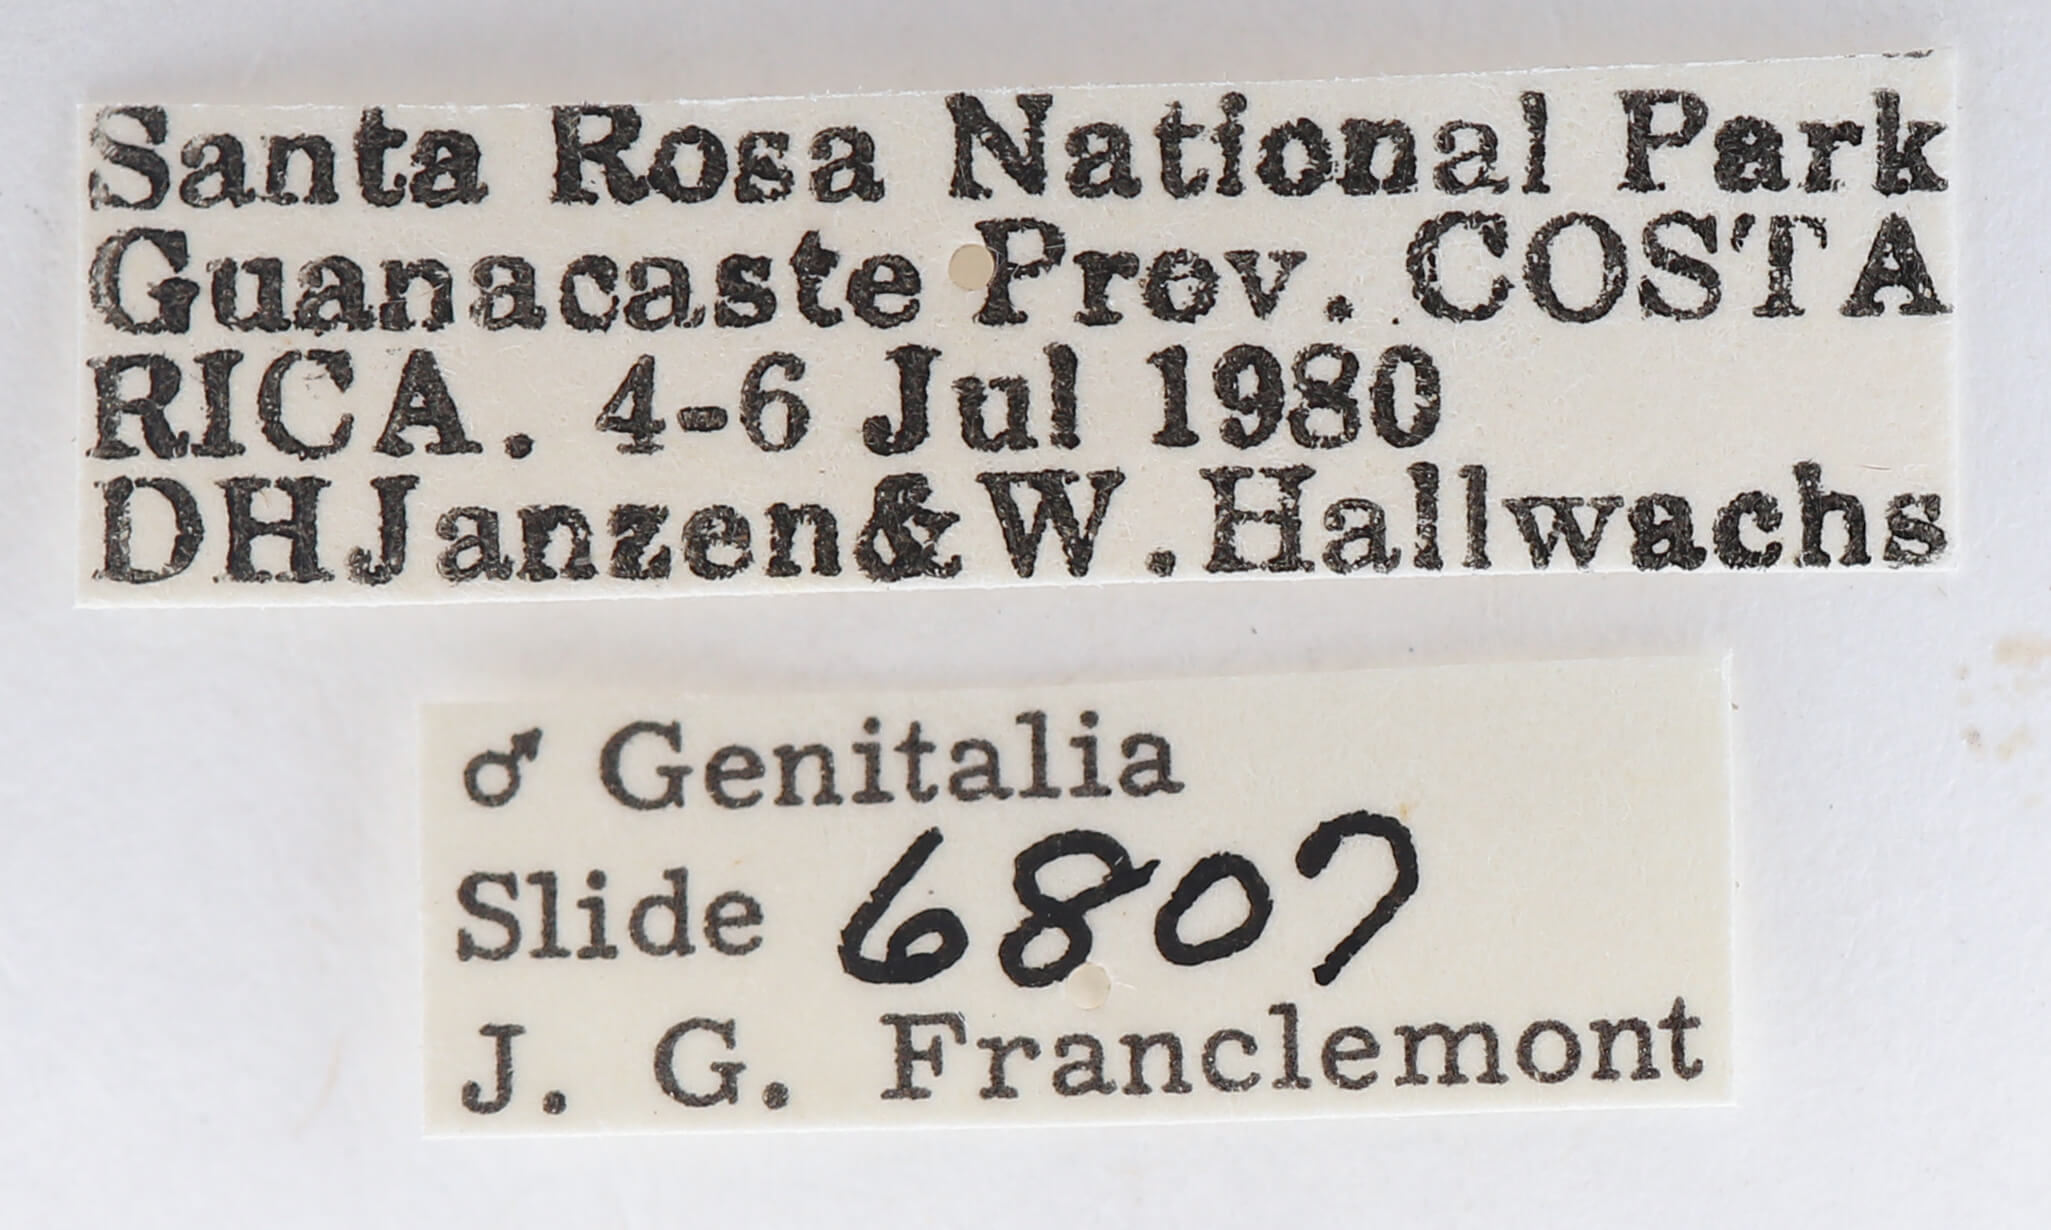 Santa Rosa National Park
Guanacaste Prov. COSTA
RICA. 4-6 Jul 1980
DHJanzen&W.Hallwachs
♂ Genitalia
Slide 6807
J. G. Franclemont